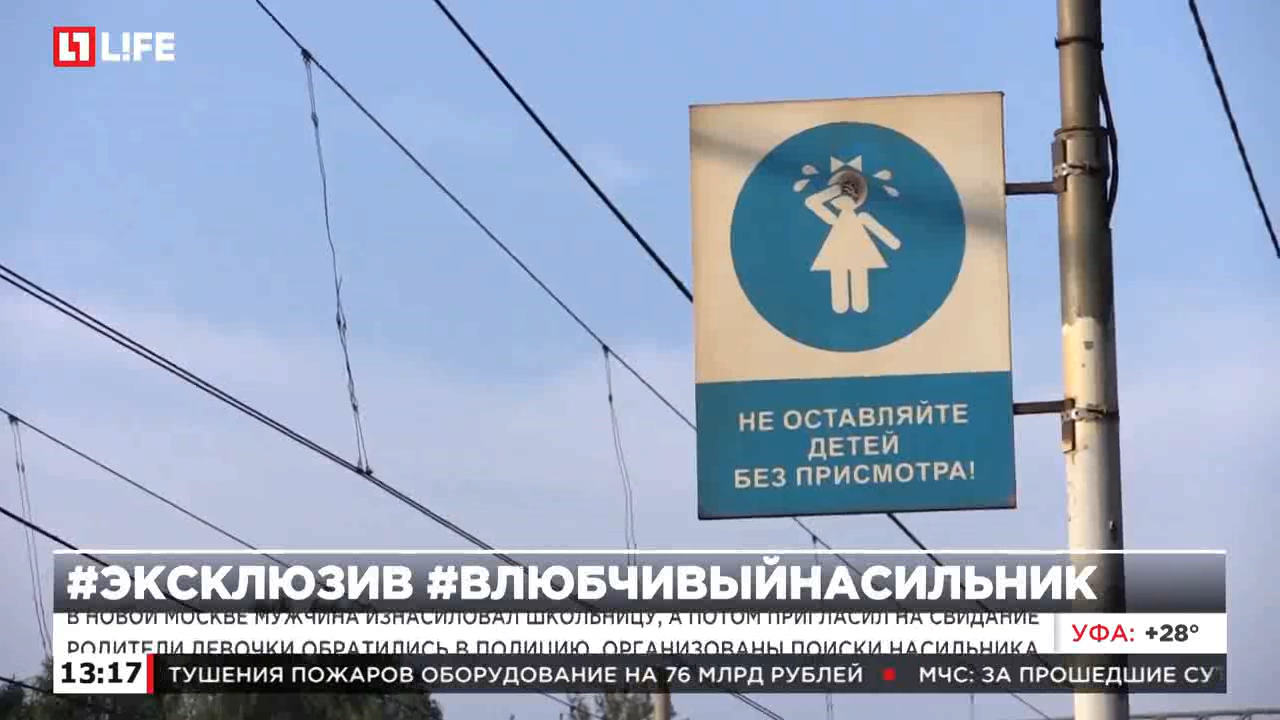 L!FE
НЕ ОСТАВЛЯЙТЕ
ДЕТЕЙ
БЕЗ ПРИСМОТРА!
#ЭКСКЛЮЗИВ #ВЛЮБЧИВЫЙНАСИЛЬНИК
В НОВОЙ МОСКВЕ МУЖЧИНА ИЗНАСИЛОВАЛ ШКОЛЬНИЦУ, А ПОТОМ ПРИГЛАСИЛ НА СВИДАНИЕ
РОДИТЕЛИ ДЕВОЧКИ ОБРАТИЛИСЬ В ПОЛИЦИЮ, ОРГАНИЗОВАНЫ ПОИСКИ НАСИЛЬНИКА
УФА: +28°
13:17 ТУШЕНИЯ ПОЖАРОВ ОБОРУДОВАНИЕ НА 76 МЛРД РУБЛЕЙ МЧС: ЗА ПРОШЕДШИЕ СУ